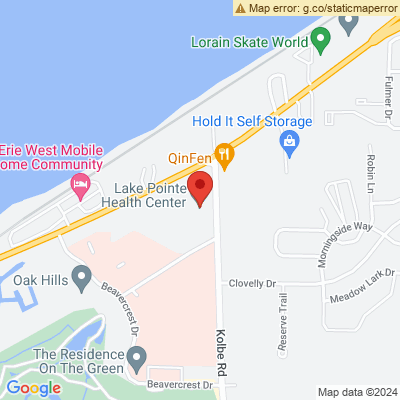 Map error: g.co/staticmaperror
Lorain Skate World
Fulmer Dr
Hold It Self Storage
Erie West Mobile
ome Community
QinFen
Robin Ln
Lake Pointe
Health Center
Morningside Way
Oak Hills
Beavercrest Dr
Clovelly Dr
Meadow Lark Dr
Reserve Trail
Kolbe Rd
The Residence
On The Green
Beavercrest Dr
Google
Map data ©2024